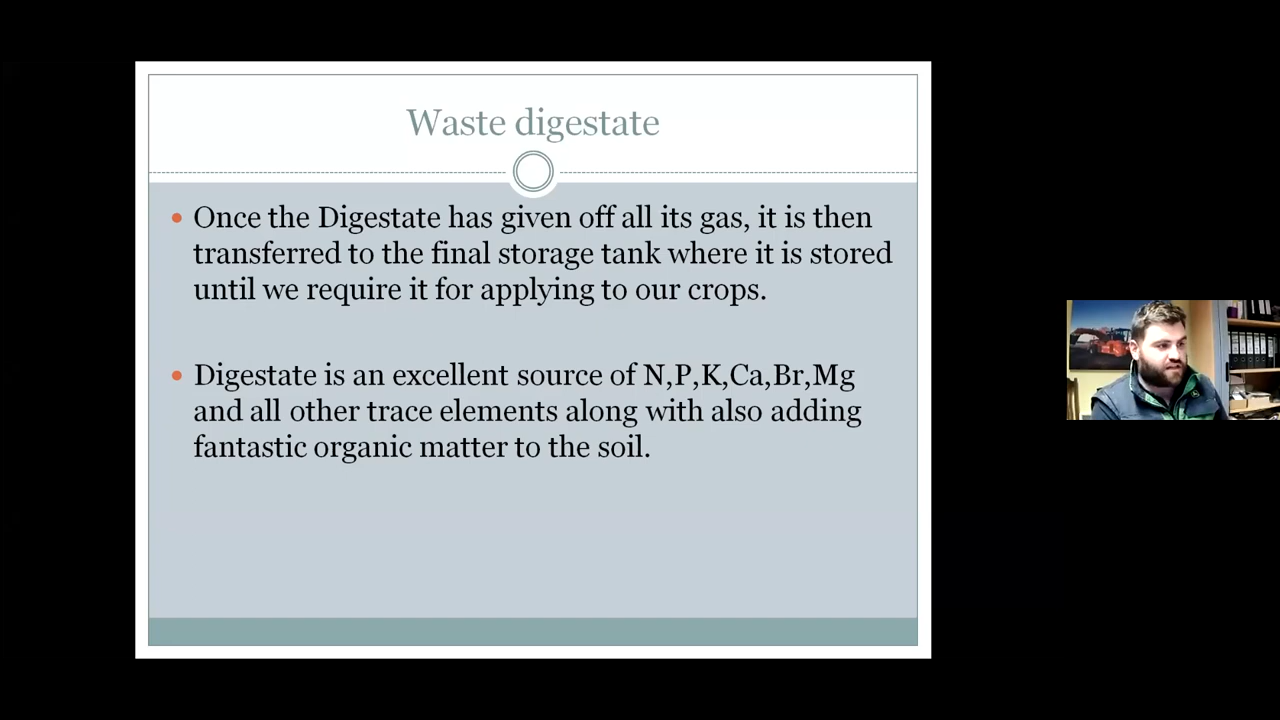 Waste digestate
• Once the Digestate has given off all its gas, it is then
transferred to the final storage tank where it is stored
until we require it for applying to our crops.
• Digestate is an excellent source of N,P,K,Ca,Br,Mg
and all other trace elements along with also adding
fantastic organic matter to the soil.